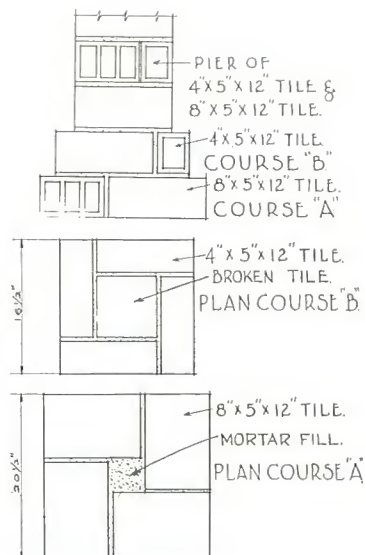 PIER OF
4"x5"x12" TILE &
8"x5"x12" TILE.
4"x5"x12" TILE.
COURSE "B".
8"x5"x12" TILE.
COURSE "A"
4"x5"x12" TILE.
BROKEN TILE.
PLAN COURSE "B".
16½"
8"x5"x12" TILE.
MORTAR FILL.
PLAN COURSE "A"
20½"